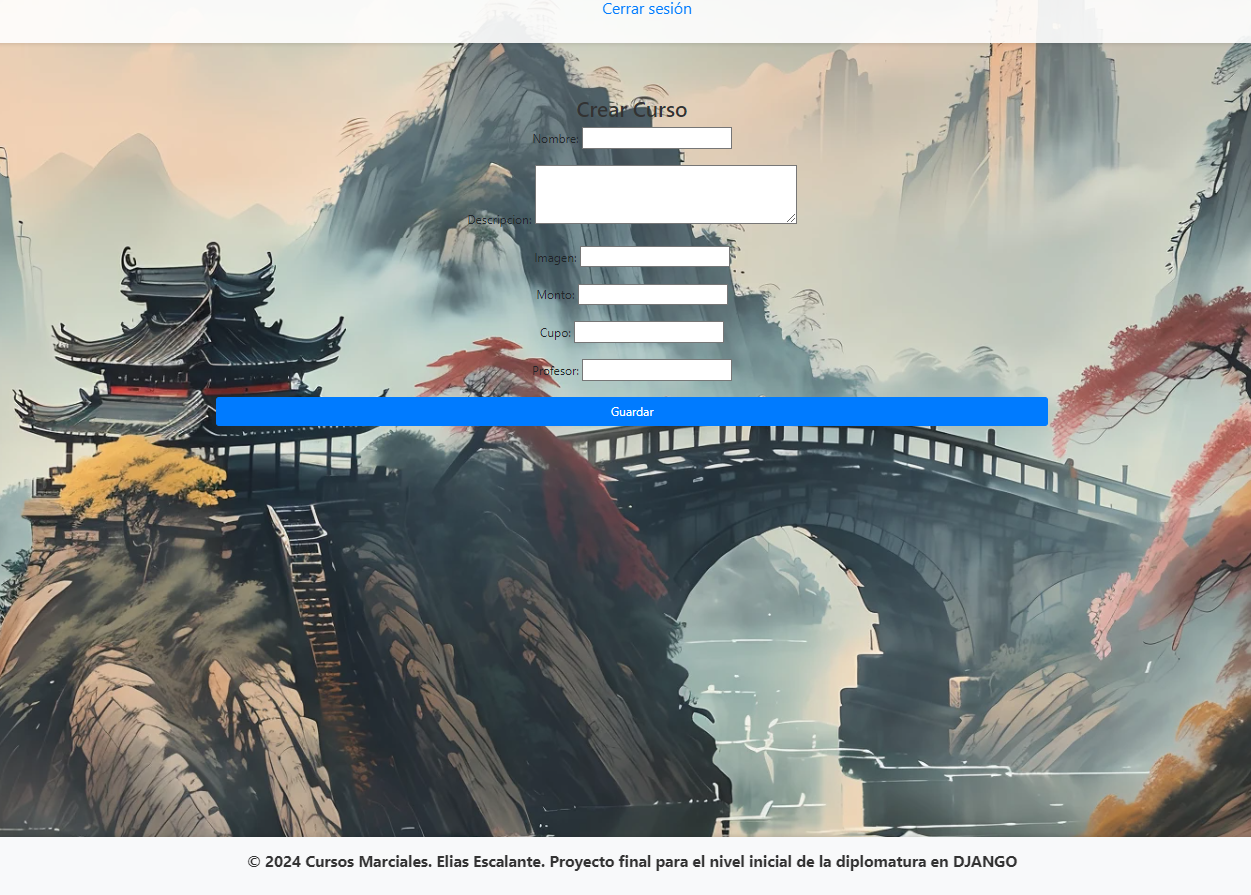 Cerrar sesión
Crear Curso
Nombre:
Descripcion:
Imagen:
Monto:
Cupo:
Profesor:
Guardar
© 2024 Cursos Marciales. Elias Escalante. Proyecto final para el nivel inicial de la diplomatura en DJANGO